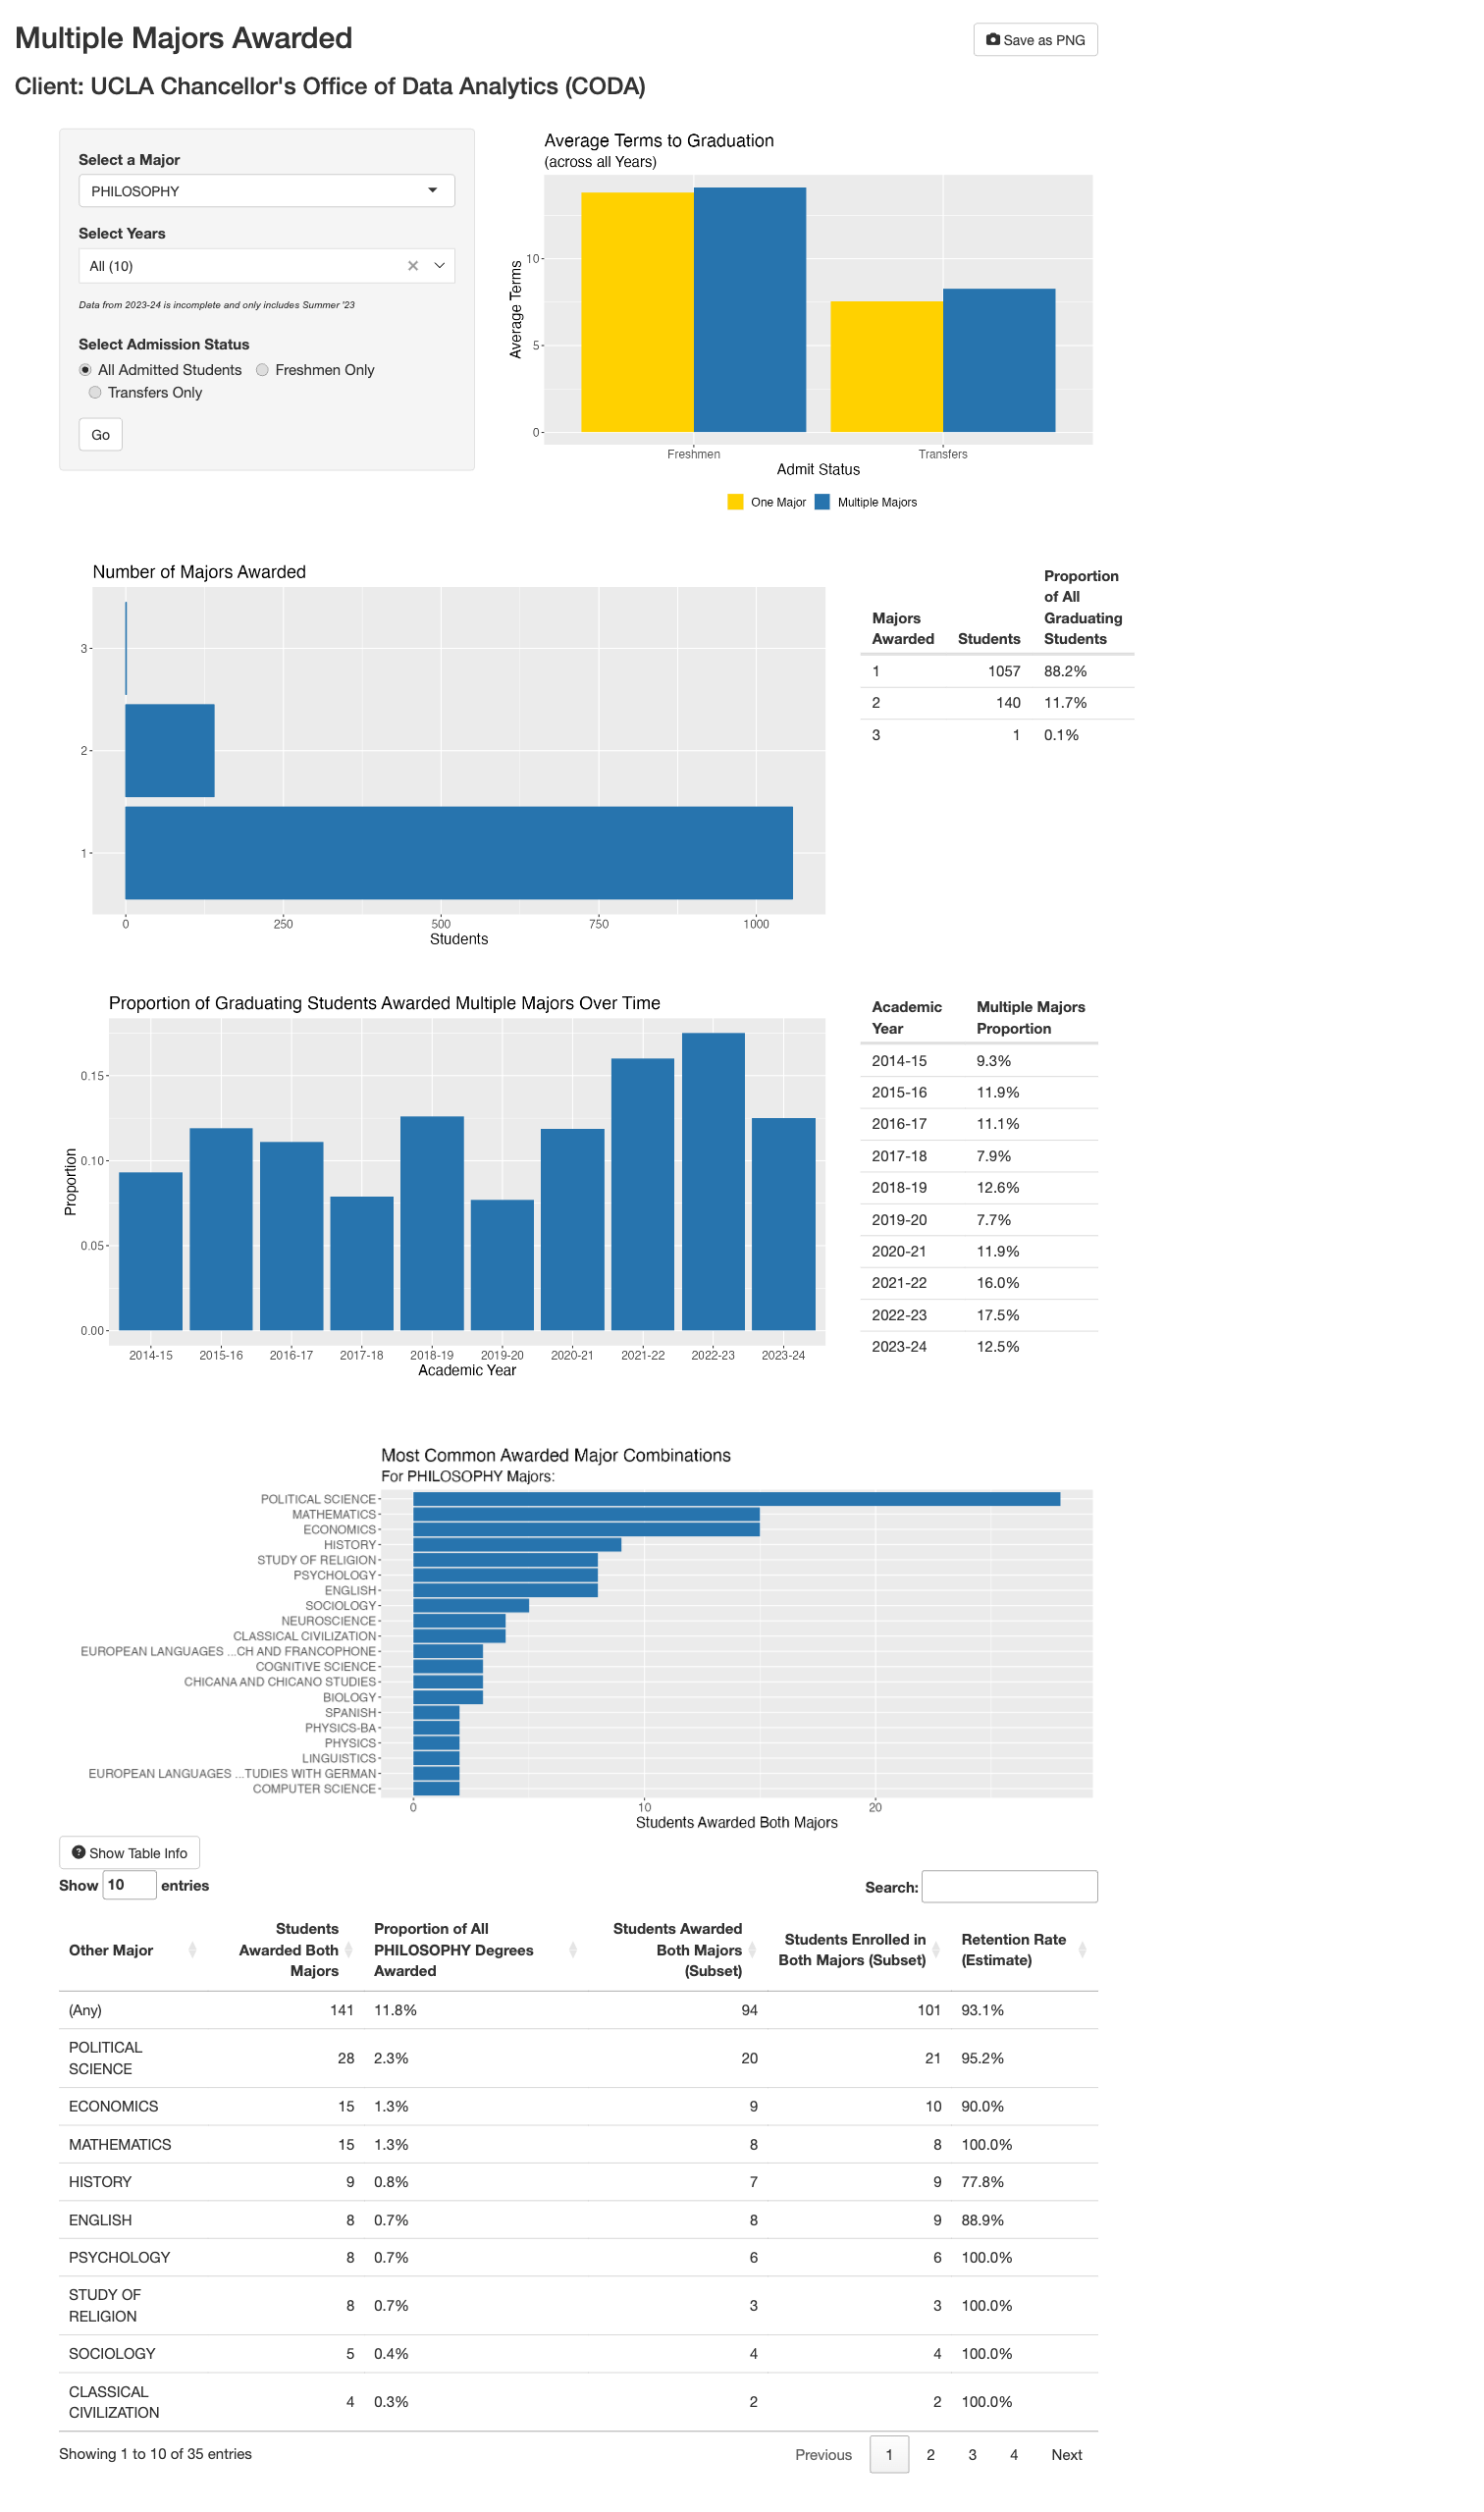 Multiple Majors Awarded
Save as PNG
Client: UCLA Chancellor's Office of Data Analytics (CODA)
Select a Major
PHILOSOPHY
Select Years
All (10)
Data from 2023-24 is incomplete and only includes Summer '23
Select Admission Status
All Admitted Students Freshmen Only
Transfers Only
Go
Average Terms to Graduation
(across all Years)
Average Terms
10
5
0
Freshmen Transfers
Admit Status
One Major Multiple Majors
Number of Majors Awarded
3
2
1
0 250 500 750 1000
Students
Majors Awarded Students Proportion of All Graduating Students
1 1057 88.2%
2 140 11.7%
3 1 0.1%
Proportion of Graduating Students Awarded Multiple Majors Over Time
Proportion
0.15
0.10
0.05
0.00
2014-15 2015-16 2016-17 2017-18 2018-19 2019-20 2020-21 2021-22 2022-23 2023-24
Academic Year
Academic Year Multiple Majors Proportion
2014-15 9.3%
2015-16 11.9%
2016-17 11.1%
2017-18 7.9%
2018-19 12.6%
2019-20 7.7%
2020-21 11.9%
2021-22 16.0%
2022-23 17.5%
2023-24 12.5%
Most Common Awarded Major Combinations
For PHILOSOPHY Majors:
POLITICAL SCIENCE
MATHEMATICS
ECONOMICS
HISTORY
STUDY OF RELIGION
PSYCHOLOGY
ENGLISH
SOCIOLOGY
NEUROSCIENCE
CLASSICAL CIVILIZATION
EUROPEAN LANGUAGES ...CH AND FRANCOPHONE
COGNITIVE SCIENCE
CHICANA AND CHICANO STUDIES
BIOLOGY
SPANISH
PHYSICS-BA
PHYSICS
LINGUISTICS
EUROPEAN LANGUAGES ...TUDIES WITH GERMAN
COMPUTER SCIENCE
0 10 20
Students Awarded Both Majors
Show Table Info
Show 10 entries
Search:
Other Major Students Awarded Both Majors Proportion of All PHILOSOPHY Degrees Awarded Students Awarded Both Majors (Subset) Students Enrolled in Both Majors (Subset) Retention Rate (Estimate)
(Any) 141 11.8% 94 101 93.1%
POLITICAL SCIENCE 28 2.3% 20 21 95.2%
ECONOMICS 15 1.3% 9 10 90.0%
MATHEMATICS 15 1.3% 8 8 100.0%
HISTORY 9 0.8% 7 9 77.8%
ENGLISH 8 0.7% 8 9 88.9%
PSYCHOLOGY 8 0.7% 6 6 100.0%
STUDY OF RELIGION 8 0.7% 3 3 100.0%
SOCIOLOGY 5 0.4% 4 4 100.0%
CLASSICAL CIVILIZATION 4 0.3% 2 2 100.0%
Showing 1 to 10 of 35 entries
Previous 1 2 3 4 Next